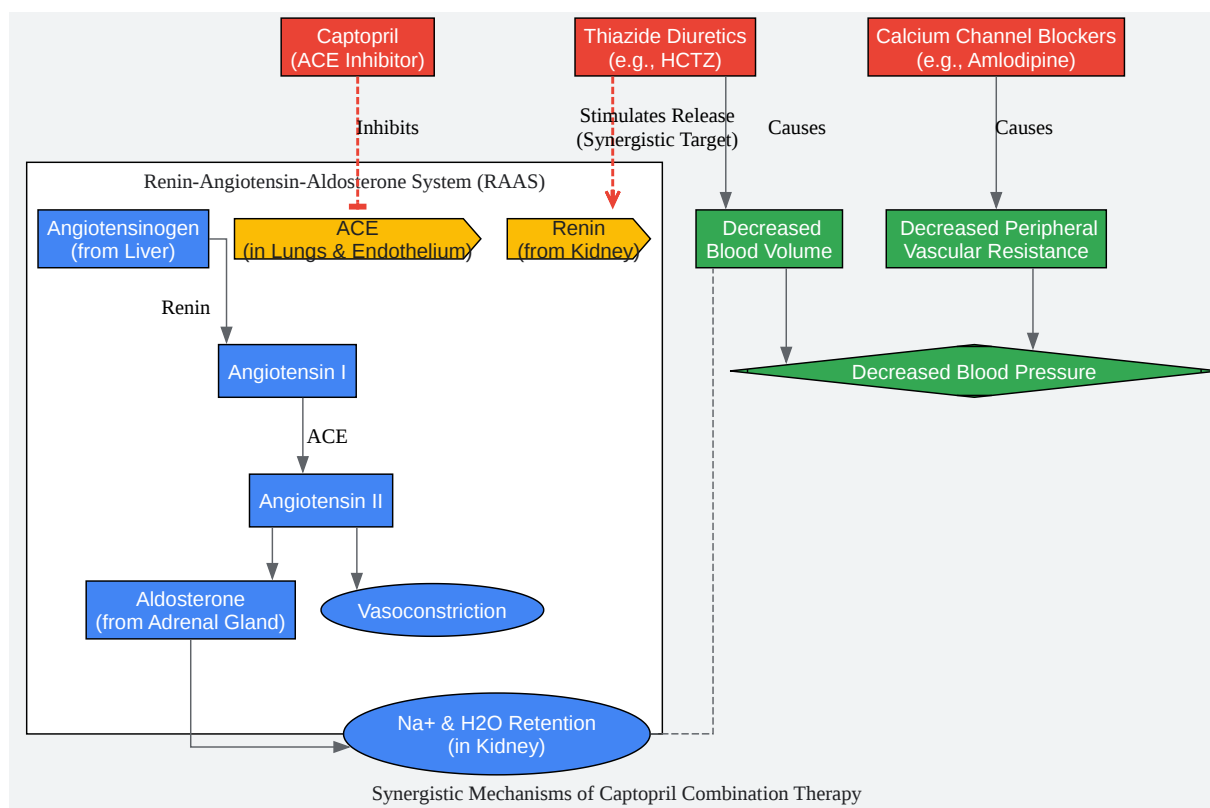 Captopril
(ACE Inhibitor)
Thiazide Diuretics
(e.g., HCTZ)
Calcium Channel Blockers
(e.g., Amlodipine)
Inhibits
Stimulates Release
(Synergistic Target)
Causes
Causes
Renin-Angiotensin-Aldosterone System (RAAS)
Angiotensinogen
(from Liver)
ACE
(in Lungs & Endothelium)
Renin
(from Kidney)
Decreased
Blood Volume
Decreased Peripheral
Vascular Resistance
Renin
Angiotensin I
Decreased Blood Pressure
ACE
Angiotensin II
Aldosterone
(from Adrenal Gland)
Vasoconstriction
Na+ & H2O Retention
(in Kidney)
Synergistic Mechanisms of Captopril Combination Therapy